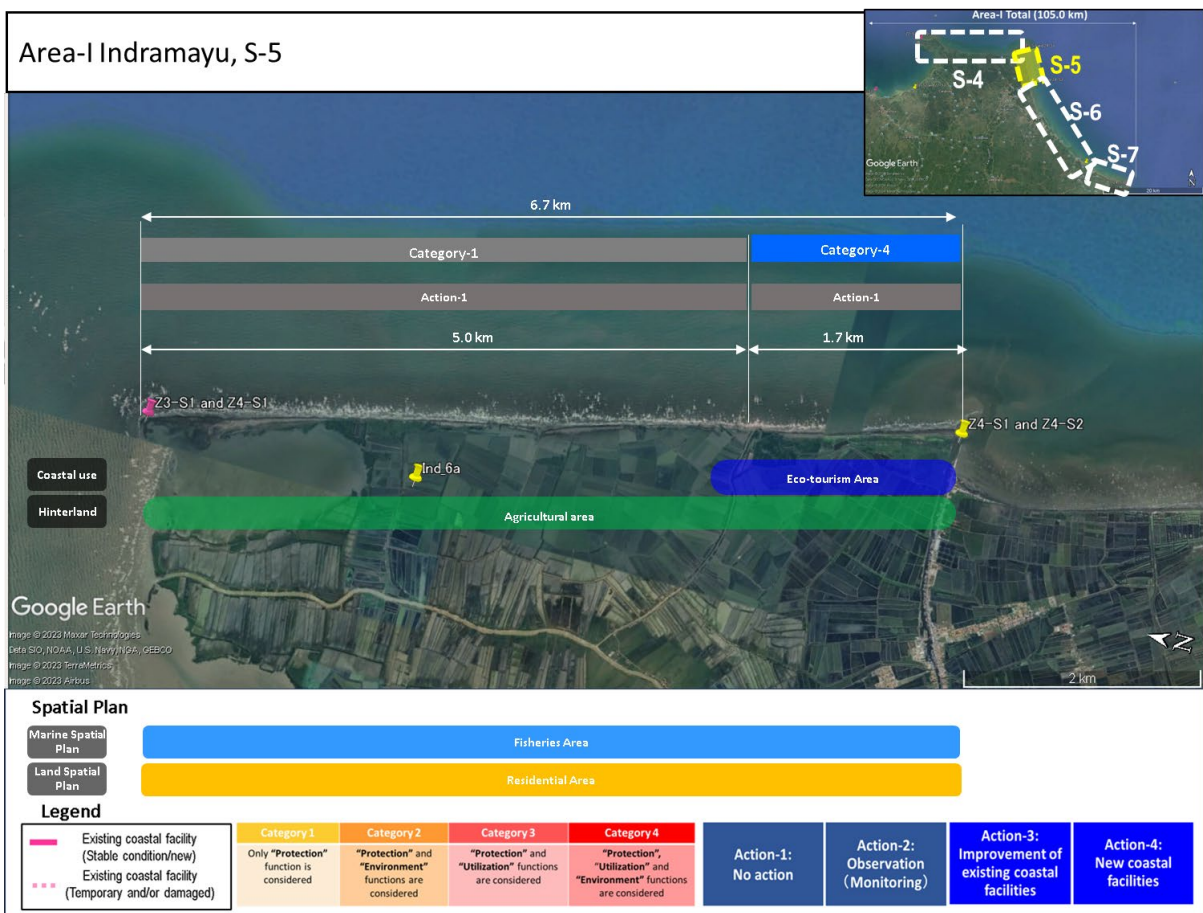 Area-I Indramayu, S-5
Area-I Total (105.0 km)
S-4
S-5
S-6
S-7
Google Earth
20 km
N
6.7 km
Category-1
Category-4
Action-1
Action-1
5.0 km
1.7 km
Z3-S1 and Z4-S1
Z4-S1 and Z4-S2
Ind_6a
Coastal use
Eco-tourism Area
Hinterland
Agricultural area
Google Earth
Image © 2023 Maxar Technologies
Data SIO, NOAA, U.S. Navy, NGA, GEBCO
Image © 2023 TerraMetrics
Image © 2023 Airbus
N
2 km
Spatial Plan
Marine Spatial
Plan
Fisheries Area
Land Spatial
Plan
Residential Area
Legend
Existing coastal facility
(Stable condition/new)
Existing coastal facility
(Temporary and/or damaged)
Category 1
Only “Protection”
function is
considered
Category 2
“Protection” and
“Environment”
functions are
considered
Category 3
“Protection” and
“Utilization” functions
are considered
Category 4
“Protection”,
“Utilization” and
“Environment” functions
are considered
Action-1:
No action
Action-2:
Observation
(Monitoring)
Action-3:
Improvement of
existing coastal
facilities
Action-4:
New coastal
facilities